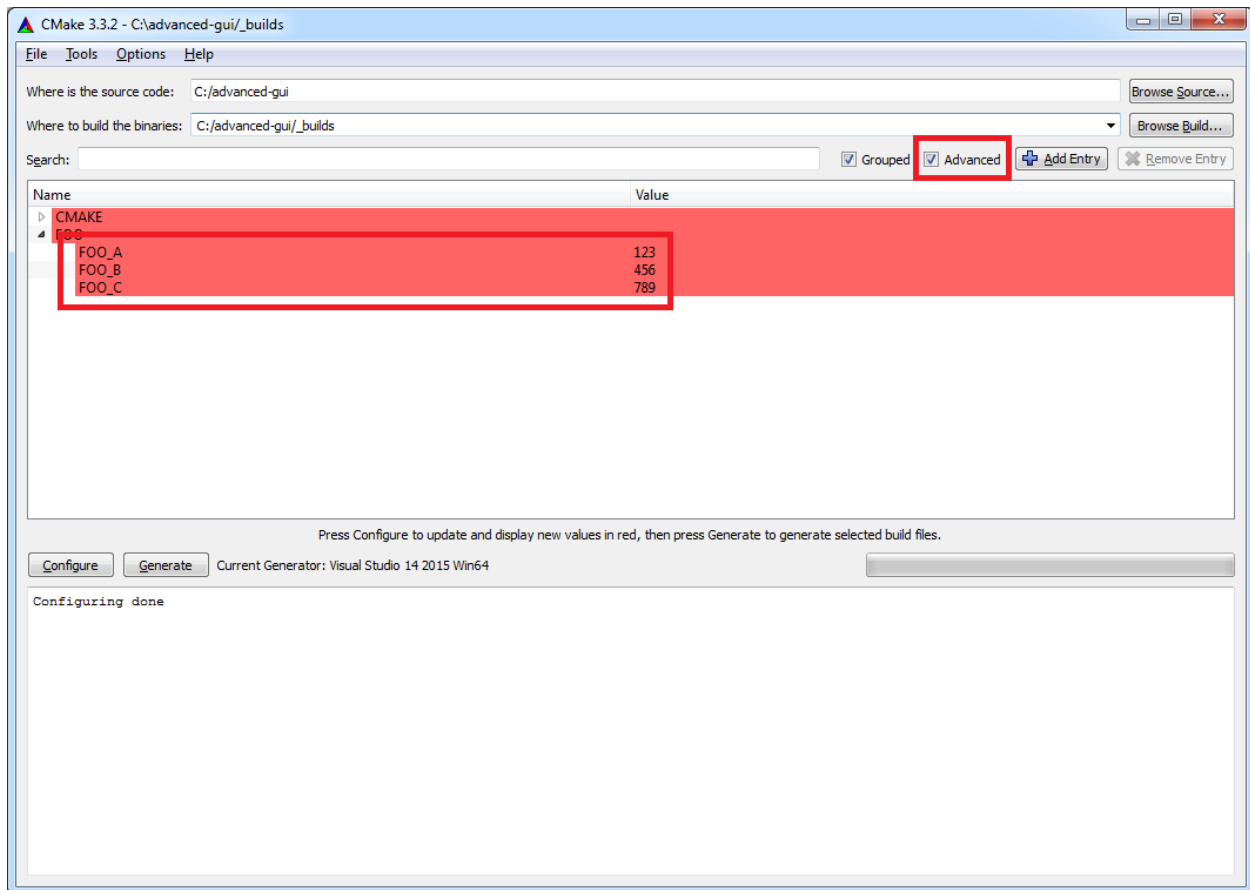 CMake 3.3.2 - C:\advanced-gui/_builds
File Tools Options Help
Where is the source code: C:/advanced-gui Browse Source...
Where to build the binaries: C:/advanced-gui/_builds Browse Build...
Search: Grouped Advanced Add Entry Remove Entry
Name Value
CMAKE
FOO
FOO_A 123
FOO_B 456
FOO_C 789
Press Configure to update and display new values in red, then press Generate to generate selected build files.
Configure Generate Current Generator: Visual Studio 14 2015 Win64
Configuring done